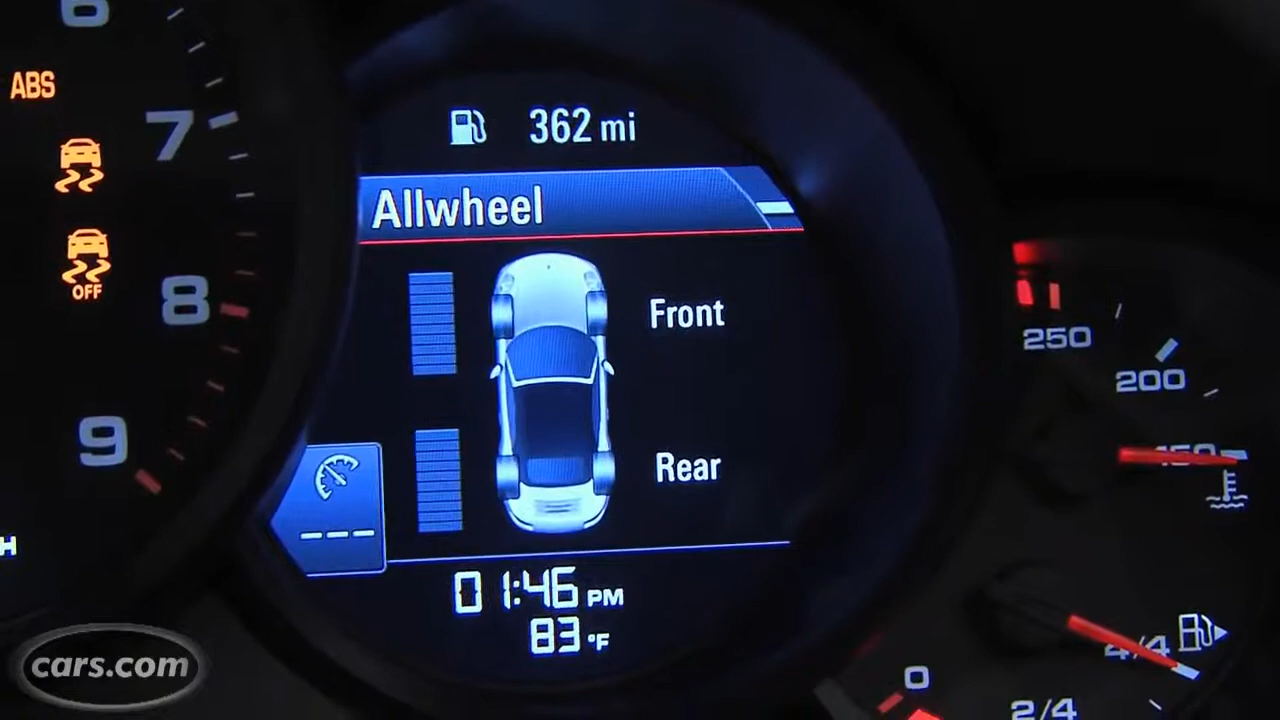 6
ABS
7
OFF
8
9
H
362 mi
Allwheel
Front
Rear
01:46 PM
83 °F
250
200
150
4/4
2/4
0
cars.com